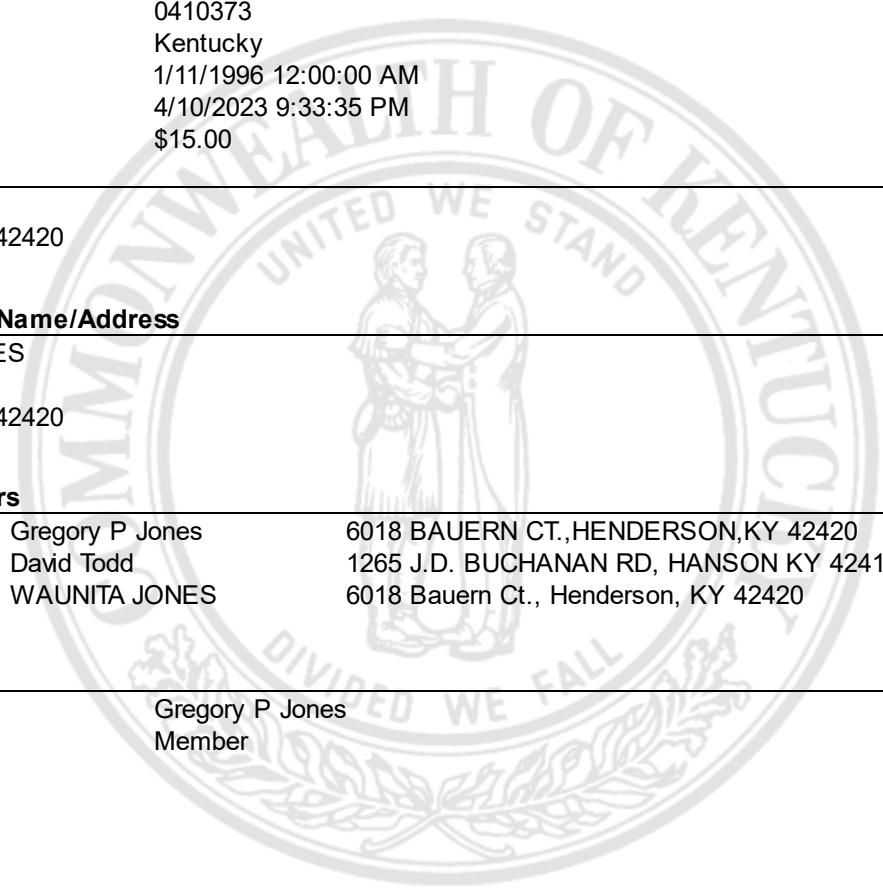 0410373
Kentucky
1/11/1996 12:00:00 AM
4/10/2023 9:33:35 PM
$15.00
COMMONWEALTH OF KENTUCKY
UNITED WE STAND
42420
Name/Address
ES
42420
rs
Gregory P Jones 6018 BAUERN CT.,HENDERSON,KY 42420
David Todd 1265 J.D. BUCHANAN RD, HANSON KY 4241
WAUNITA JONES 6018 Bauern Ct., Henderson, KY 42420
DIVIDED WE FALL
Gregory P Jones
Member